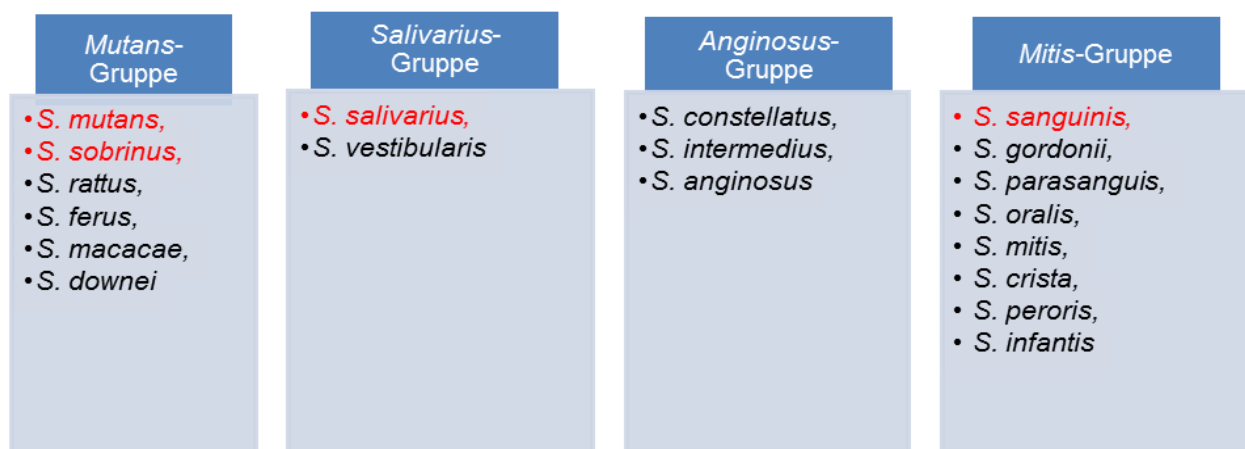 Mutans-
Gruppe
• S. mutans,
• S. sobrinus,
• S. rattus,
• S. ferus,
• S. macacae,
• S. downei
Salivarius-
Gruppe
• S. salivarius,
• S. vestibularis
Anginosus-
Gruppe
• S. constellatus,
• S. intermedius,
• S. anginosus
Mitis-Gruppe
• S. sanguinis,
• S. gordonii,
• S. parasanguis,
• S. oralis,
• S. mitis,
• S. crista,
• S. peroris,
• S. infantis